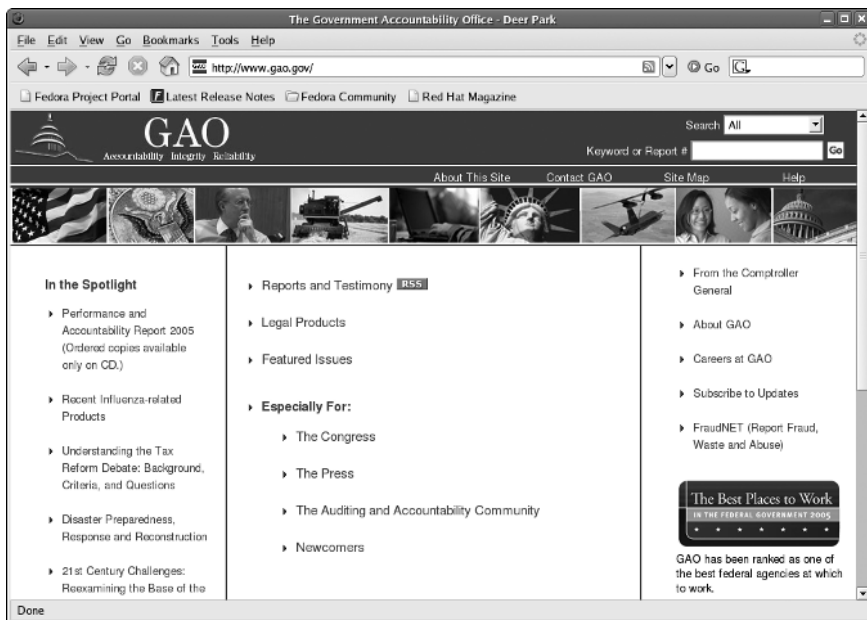 The Government Accountability Office - Deer Park
File Edit View Go Bookmarks Tools Help
http://www.gao.gov/
Go
G
Fedora Project Portal
Latest Release Notes
Fedora Community
Red Hat Magazine
GAO
Accountability Integrity Reliability
Search All
Keyword or Report #
Go
About This Site
Contact GAO
Site Map
Help
In the Spotlight
Performance and
Accountability Report 2005
(Ordered copies available
only on CD.)
Recent Influenza-related
Products
Understanding the Tax
Reform Debate: Background,
Criteria, and Questions
Disaster Preparedness,
Response and Reconstruction
21st Century Challenges:
Reexamining the Base of the
Reports and Testimony RSS
Legal Products
Featured Issues
Especially For:
The Congress
The Press
The Auditing and Accountability Community
Newcomers
From the Comptroller
General
About GAO
Careers at GAO
Subscribe to Updates
FraudNET (Report Fraud,
Waste and Abuse)
The Best Places to Work
IN THE FEDERAL GOVERNMENT 2005
GAO has been ranked as one of
the best federal agencies at which
to work.
Done